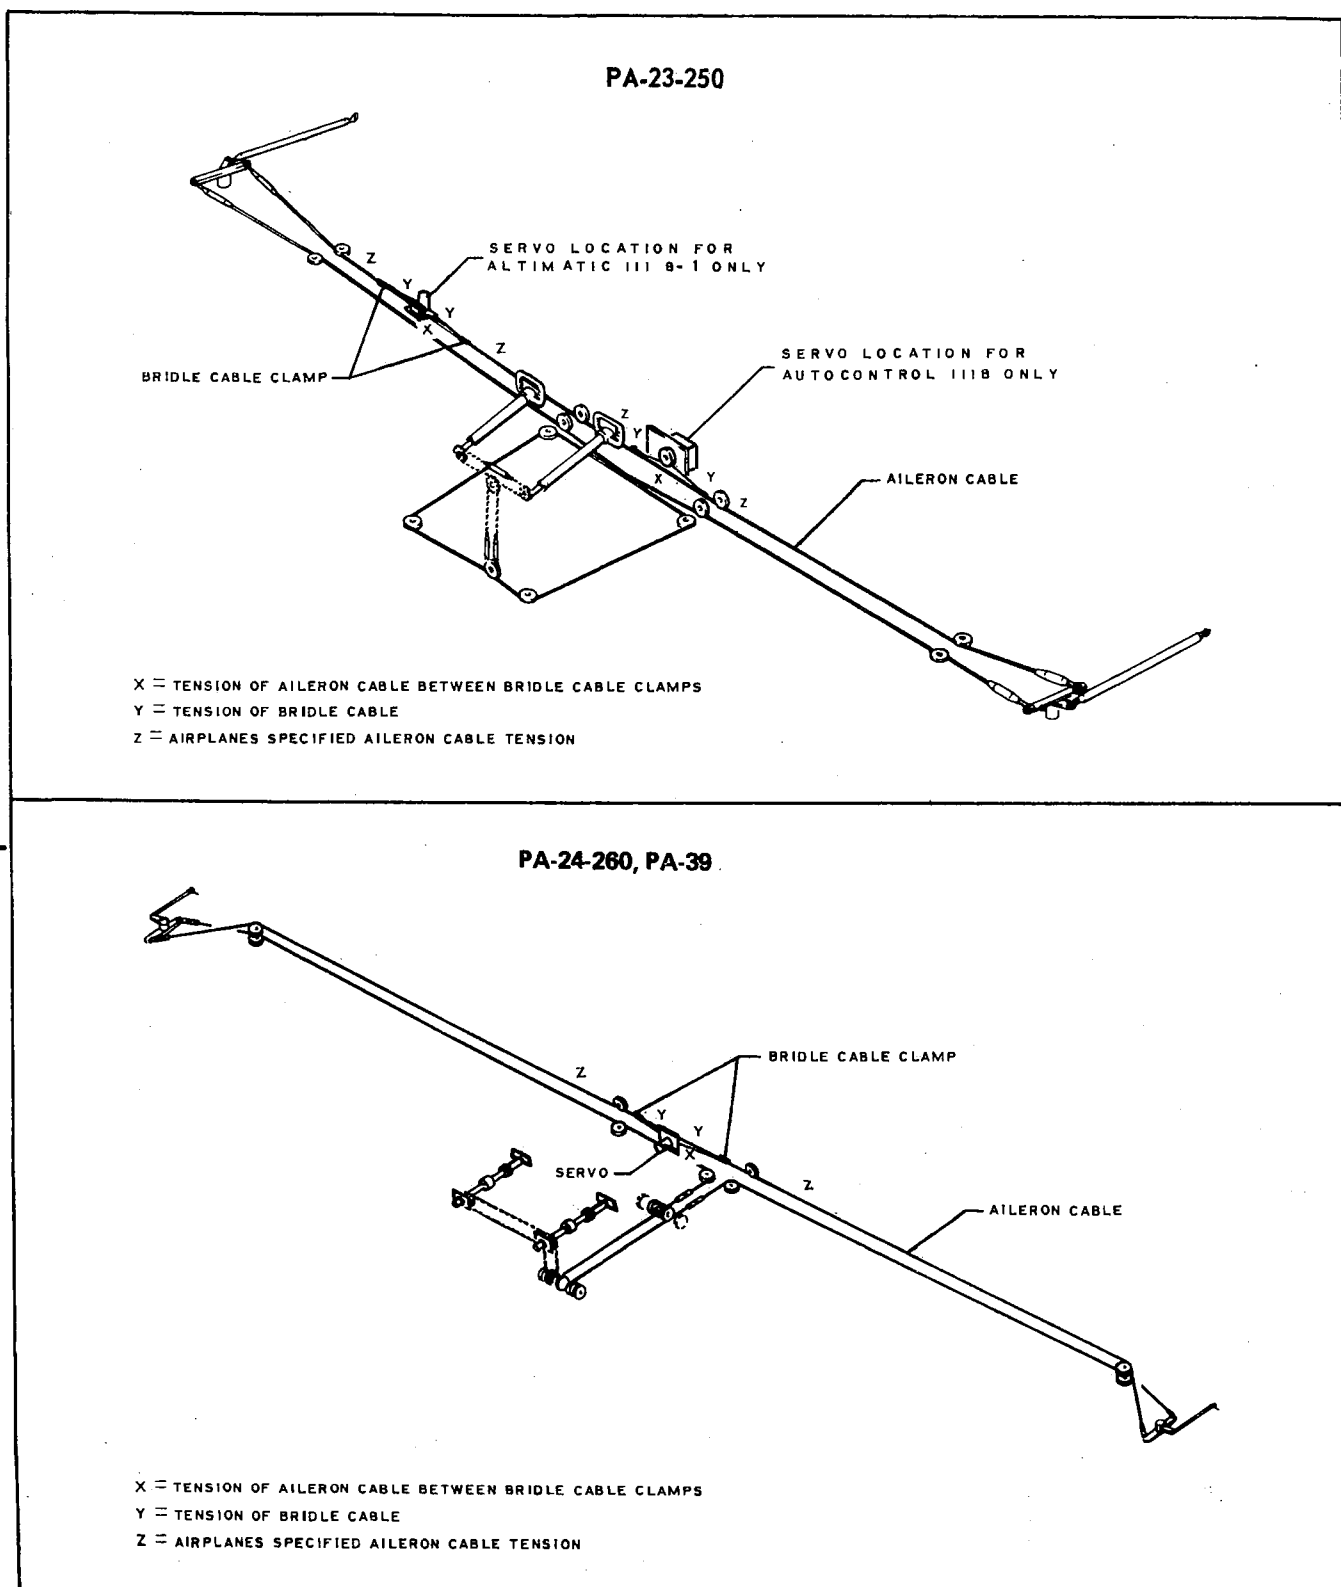 PA-23-250
SERVO LOCATION FOR
ALTIMATIC III B-1 ONLY
Z
Y
Y
X
Z
BRIDLE CABLE CLAMP
SERVO LOCATION FOR
AUTOCONTROL IIIB ONLY
Z
Y
X
Y
Z
AILERON CABLE
X = TENSION OF AILERON CABLE BETWEEN BRIDLE CABLE CLAMPS
Y = TENSION OF BRIDLE CABLE
Z = AIRPLANES SPECIFIED AILERON CABLE TENSION
PA-24-260, PA-39
BRIDLE CABLE CLAMP
Z
Y
Y
X
SERVO
Z
AILERON CABLE
X = TENSION OF AILERON CABLE BETWEEN BRIDLE CABLE CLAMPS
Y = TENSION OF BRIDLE CABLE
Z = AIRPLANES SPECIFIED AILERON CABLE TENSION